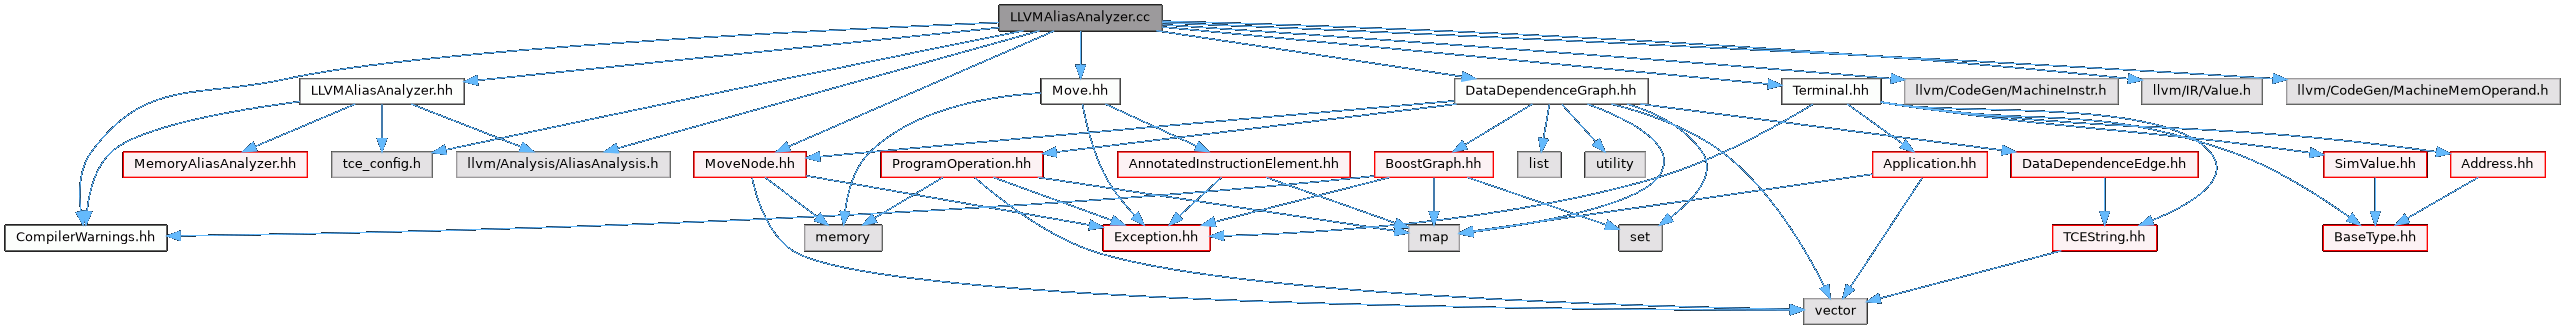 LLVMAliasAnalyzer.cc
LLVMAliasAnalyzer.hh
Move.hh
DataDependenceGraph.hh
Terminal.hh
llvm/CodeGen/MachineInstr.h
llvm/IR/Value.h
llvm/CodeGen/MachineMemOperand.h
MemoryAliasAnalyzer.hh
tce_config.h
llvm/Analysis/AliasAnalysis.h
MoveNode.hh
ProgramOperation.hh
AnnotatedInstructionElement.hh
BoostGraph.hh
list
utility
Application.hh
DataDependenceEdge.hh
SimValue.hh
Address.hh
CompilerWarnings.hh
memory
Exception.hh
map
set
TCEString.hh
BaseType.hh
vector